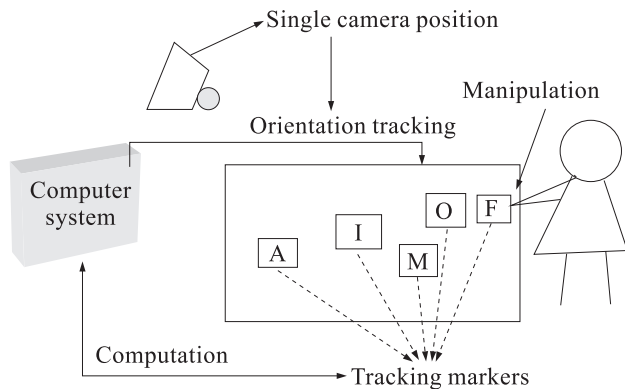 Single camera position
Manipulation
Orientation tracking
Computer
system
O
F
I
A
M
Computation
Tracking markers